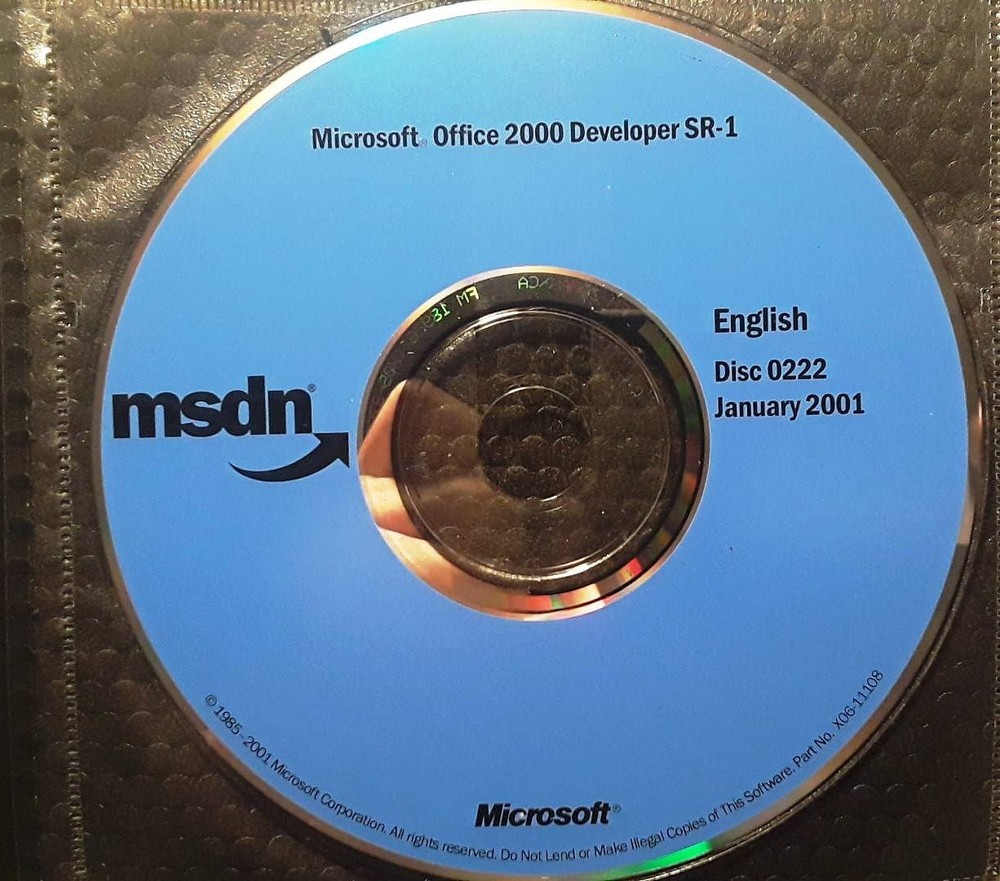 Microsoft® Office 2000 Developer SR-1
msdn®
English
Disc 0222
January 2001
Microsoft®
© 1985-2001 Microsoft Corporation. All rights reserved. Do Not Lend or Make Illegal Copies of This Software. Part No. X06-11108